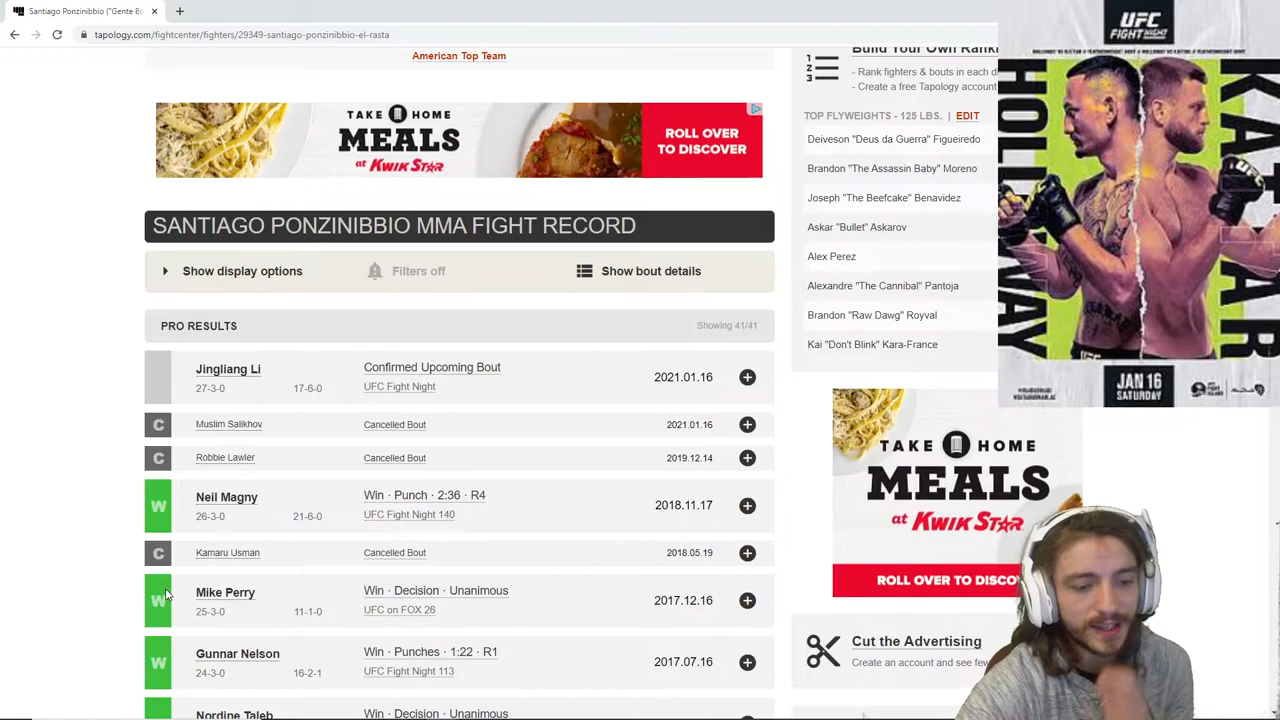 Santiago Ponzinibbio ("Gente Bo
tapology.com/fightcenter/fighters/29349-santiago-ponzinibbio-el-rasta
American Top Team
TAKE HOME
MEALS
at KWIK STAR
ROLL OVER
TO DISCOVER
SANTIAGO PONZINIBBIO MMA FIGHT RECORD
Show display options
Filters off
Show bout details
PRO RESULTS
Showing 41/41
Jingliang Li
27-3-0
17-6-0
Confirmed Upcoming Bout
UFC Fight Night
2021.01.16
C
Muslim Salikhov
Cancelled Bout
2021.01.16
C
Robbie Lawler
Cancelled Bout
2019.12.14
W
Neil Magny
26-3-0
21-6-0
Win · Punch · 2:36 · R4
UFC Fight Night 140
2018.11.17
C
Kamaru Usman
Cancelled Bout
2018.05.19
W
Mike Perry
25-3-0
11-1-0
Win · Decision · Unanimous
UFC on FOX 26
2017.12.16
W
Gunnar Nelson
24-3-0
16-2-1
Win · Punches · 1:22 · R1
UFC Fight Night 113
2017.07.16
Nordine Taleb
Win · Decision · Unanimous
Build Your Own Ranki
1
2
3
- Rank fighters & bouts in each d
- Create a free Tapology account
TOP FLYWEIGHTS - 125 LBS. | EDIT
Deiveson "Deus da Guerra" Figueiredo
Brandon "The Assassin Baby" Moreno
Joseph "The Beefcake" Benavidez
Askar "Bullet" Askarov
Alex Perez
Alexandre "The Cannibal" Pantoja
Brandon "Raw Dawg" Royval
Kai "Don't Blink" Kara-France
TAKE HOME
MEALS
at KWIK STAR
ROLL OVER TO DISCO
Cut the Advertising
Create an account and see few
UFC
FIGHT NIGHT
HOLLOWAY
KATTAR
UFC
JAN 16
SATURDAY